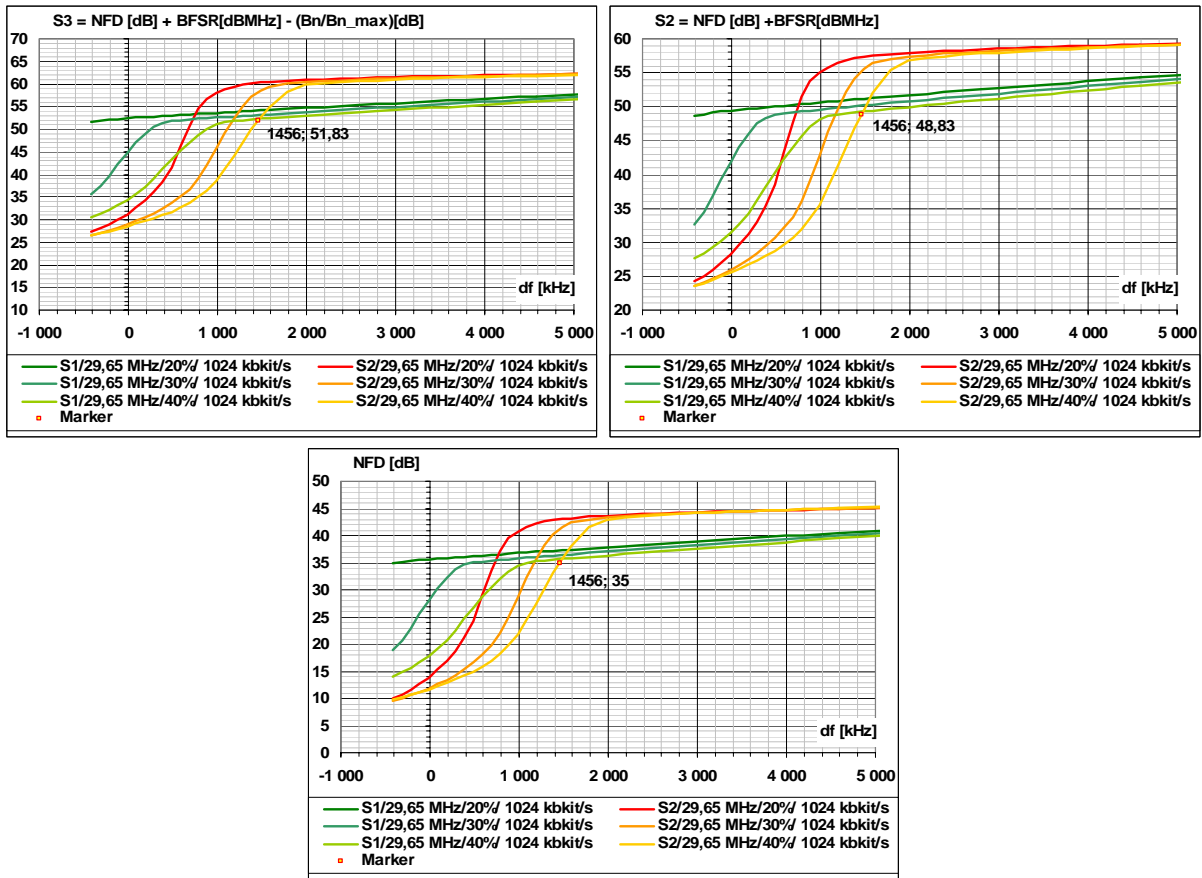 S3 = NFD [dB] + BFSR[dBMHz] - (Bn/Bn_max)[dB]
70
65
60
55
50
45
40
35
30
25
20
15
10
1456; 51,83
df [kHz]
-1 000 0 1 000 2 000 3 000 4 000 5 000
S1/29,65 MHz/20%/ 1024 kbkit/s S2/29,65 MHz/20%/ 1024 kbkit/s
S1/29,65 MHz/30%/ 1024 kbkit/s S2/29,65 MHz/30%/ 1024 kbkit/s
S1/29,65 MHz/40%/ 1024 kbkit/s S2/29,65 MHz/40%/ 1024 kbkit/s
Marker
S2 = NFD [dB] +BFSR[dBMHz]
60
55
50
45
40
35
30
25
20
1456; 48,83
df [kHz]
-1 000 0 1 000 2 000 3 000 4 000 5 000
S1/29,65 MHz/20%/ 1024 kbkit/s S2/29,65 MHz/20%/ 1024 kbkit/s
S1/29,65 MHz/30%/ 1024 kbkit/s S2/29,65 MHz/30%/ 1024 kbkit/s
S1/29,65 MHz/40%/ 1024 kbkit/s S2/29,65 MHz/40%/ 1024 kbkit/s
Marker
NFD [dB]
50
45
40
35
30
25
20
15
10
5
0
1456; 35
df [kHz]
-1 000 0 1 000 2 000 3 000 4 000 5 000
S1/29,65 MHz/20%/ 1024 kbkit/s S2/29,65 MHz/20%/ 1024 kbkit/s
S1/29,65 MHz/30%/ 1024 kbkit/s S2/29,65 MHz/30%/ 1024 kbkit/s
S1/29,65 MHz/40%/ 1024 kbkit/s S2/29,65 MHz/40%/ 1024 kbkit/s
Marker